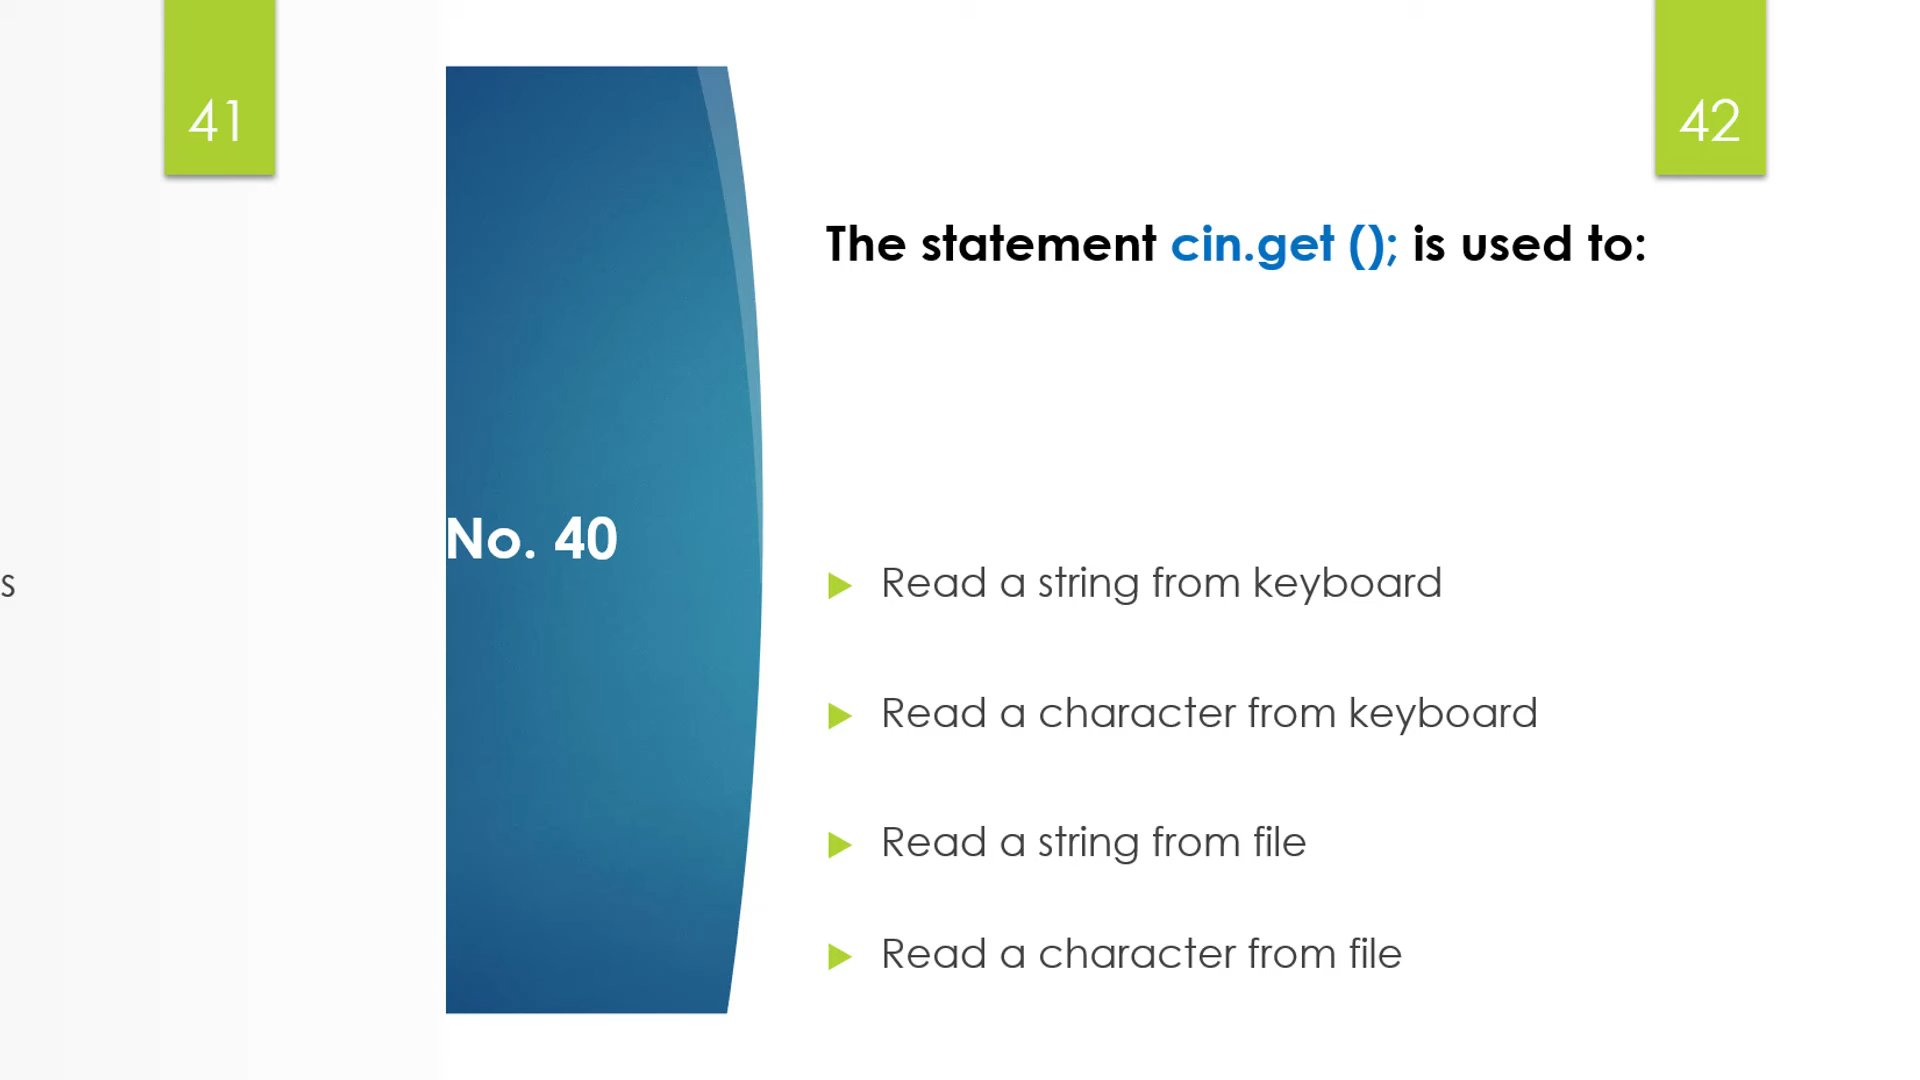 41
42
The statement cin.get (); is used to:
No. 40
s
Read a string from keyboard
Read a character from keyboard
Read a string from file
Read a character from file